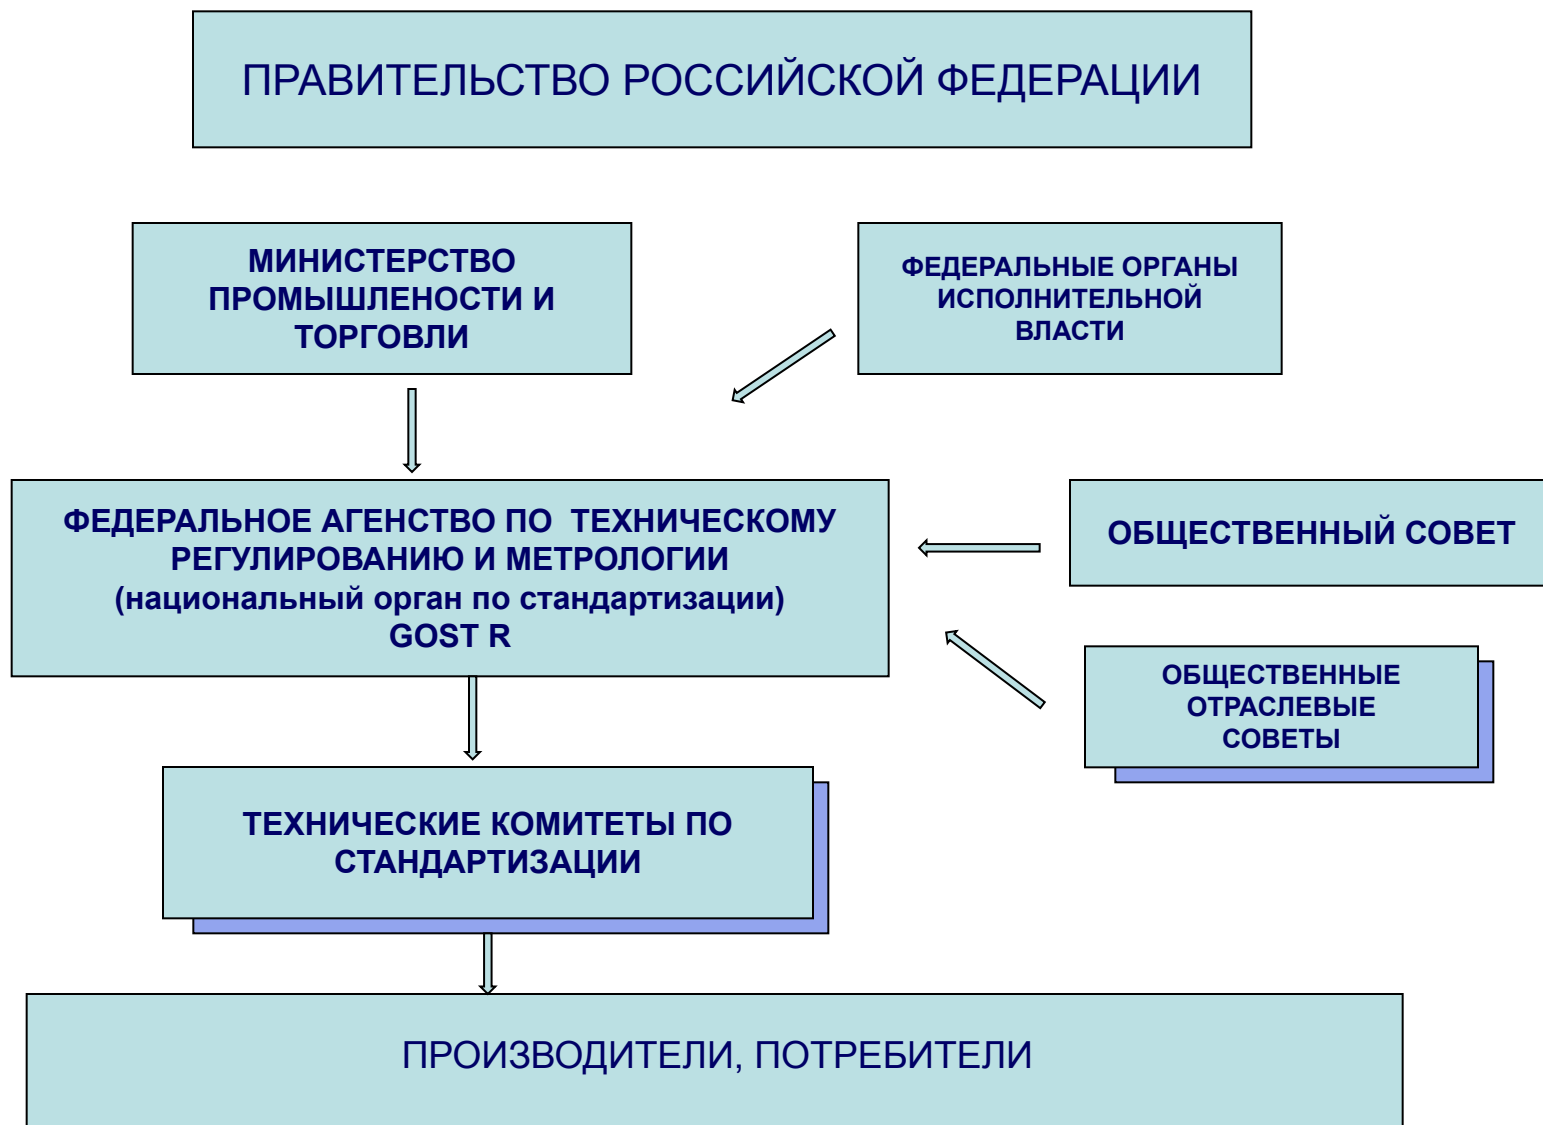 ПРАВИТЕЛЬСТВО РОССИЙСКОЙ ФЕДЕРАЦИИ
МИНИСТЕРСТВО
ПРОМЫШЛЕНОСТИ И
ТОРГОВЛИ
ФЕДЕРАЛЬНЫЕ ОРГАНЫ
ИСПОЛНИТЕЛЬНОЙ
ВЛАСТИ
ФЕДЕРАЛЬНОЕ АГЕНСТВО ПО ТЕХНИЧЕСКОМУ
РЕГУЛИРОВАНИЮ И МЕТРОЛОГИИ
(национальный орган по стандартизации)
GOST R
ОБЩЕСТВЕННЫЙ СОВЕТ
ОБЩЕСТВЕННЫЕ
ОТРАСЛЕВЫЕ
СОВЕТЫ
ТЕХНИЧЕСКИЕ КОМИТЕТЫ ПО
СТАНДАРТИЗАЦИИ
ПРОИЗВОДИТЕЛИ, ПОТРЕБИТЕЛИ